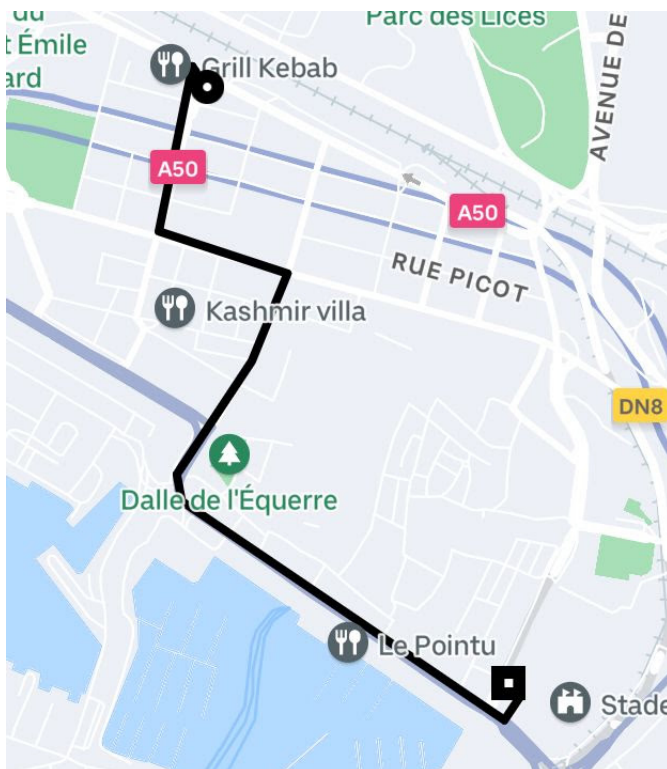 du
t Émile
ard
Parc des Lices
AVENUE DE
Grill Kebab
A50
A50
RUE PICOT
Kashmir villa
DN8
Dalle de l'Équerre
Le Pointu
Stade